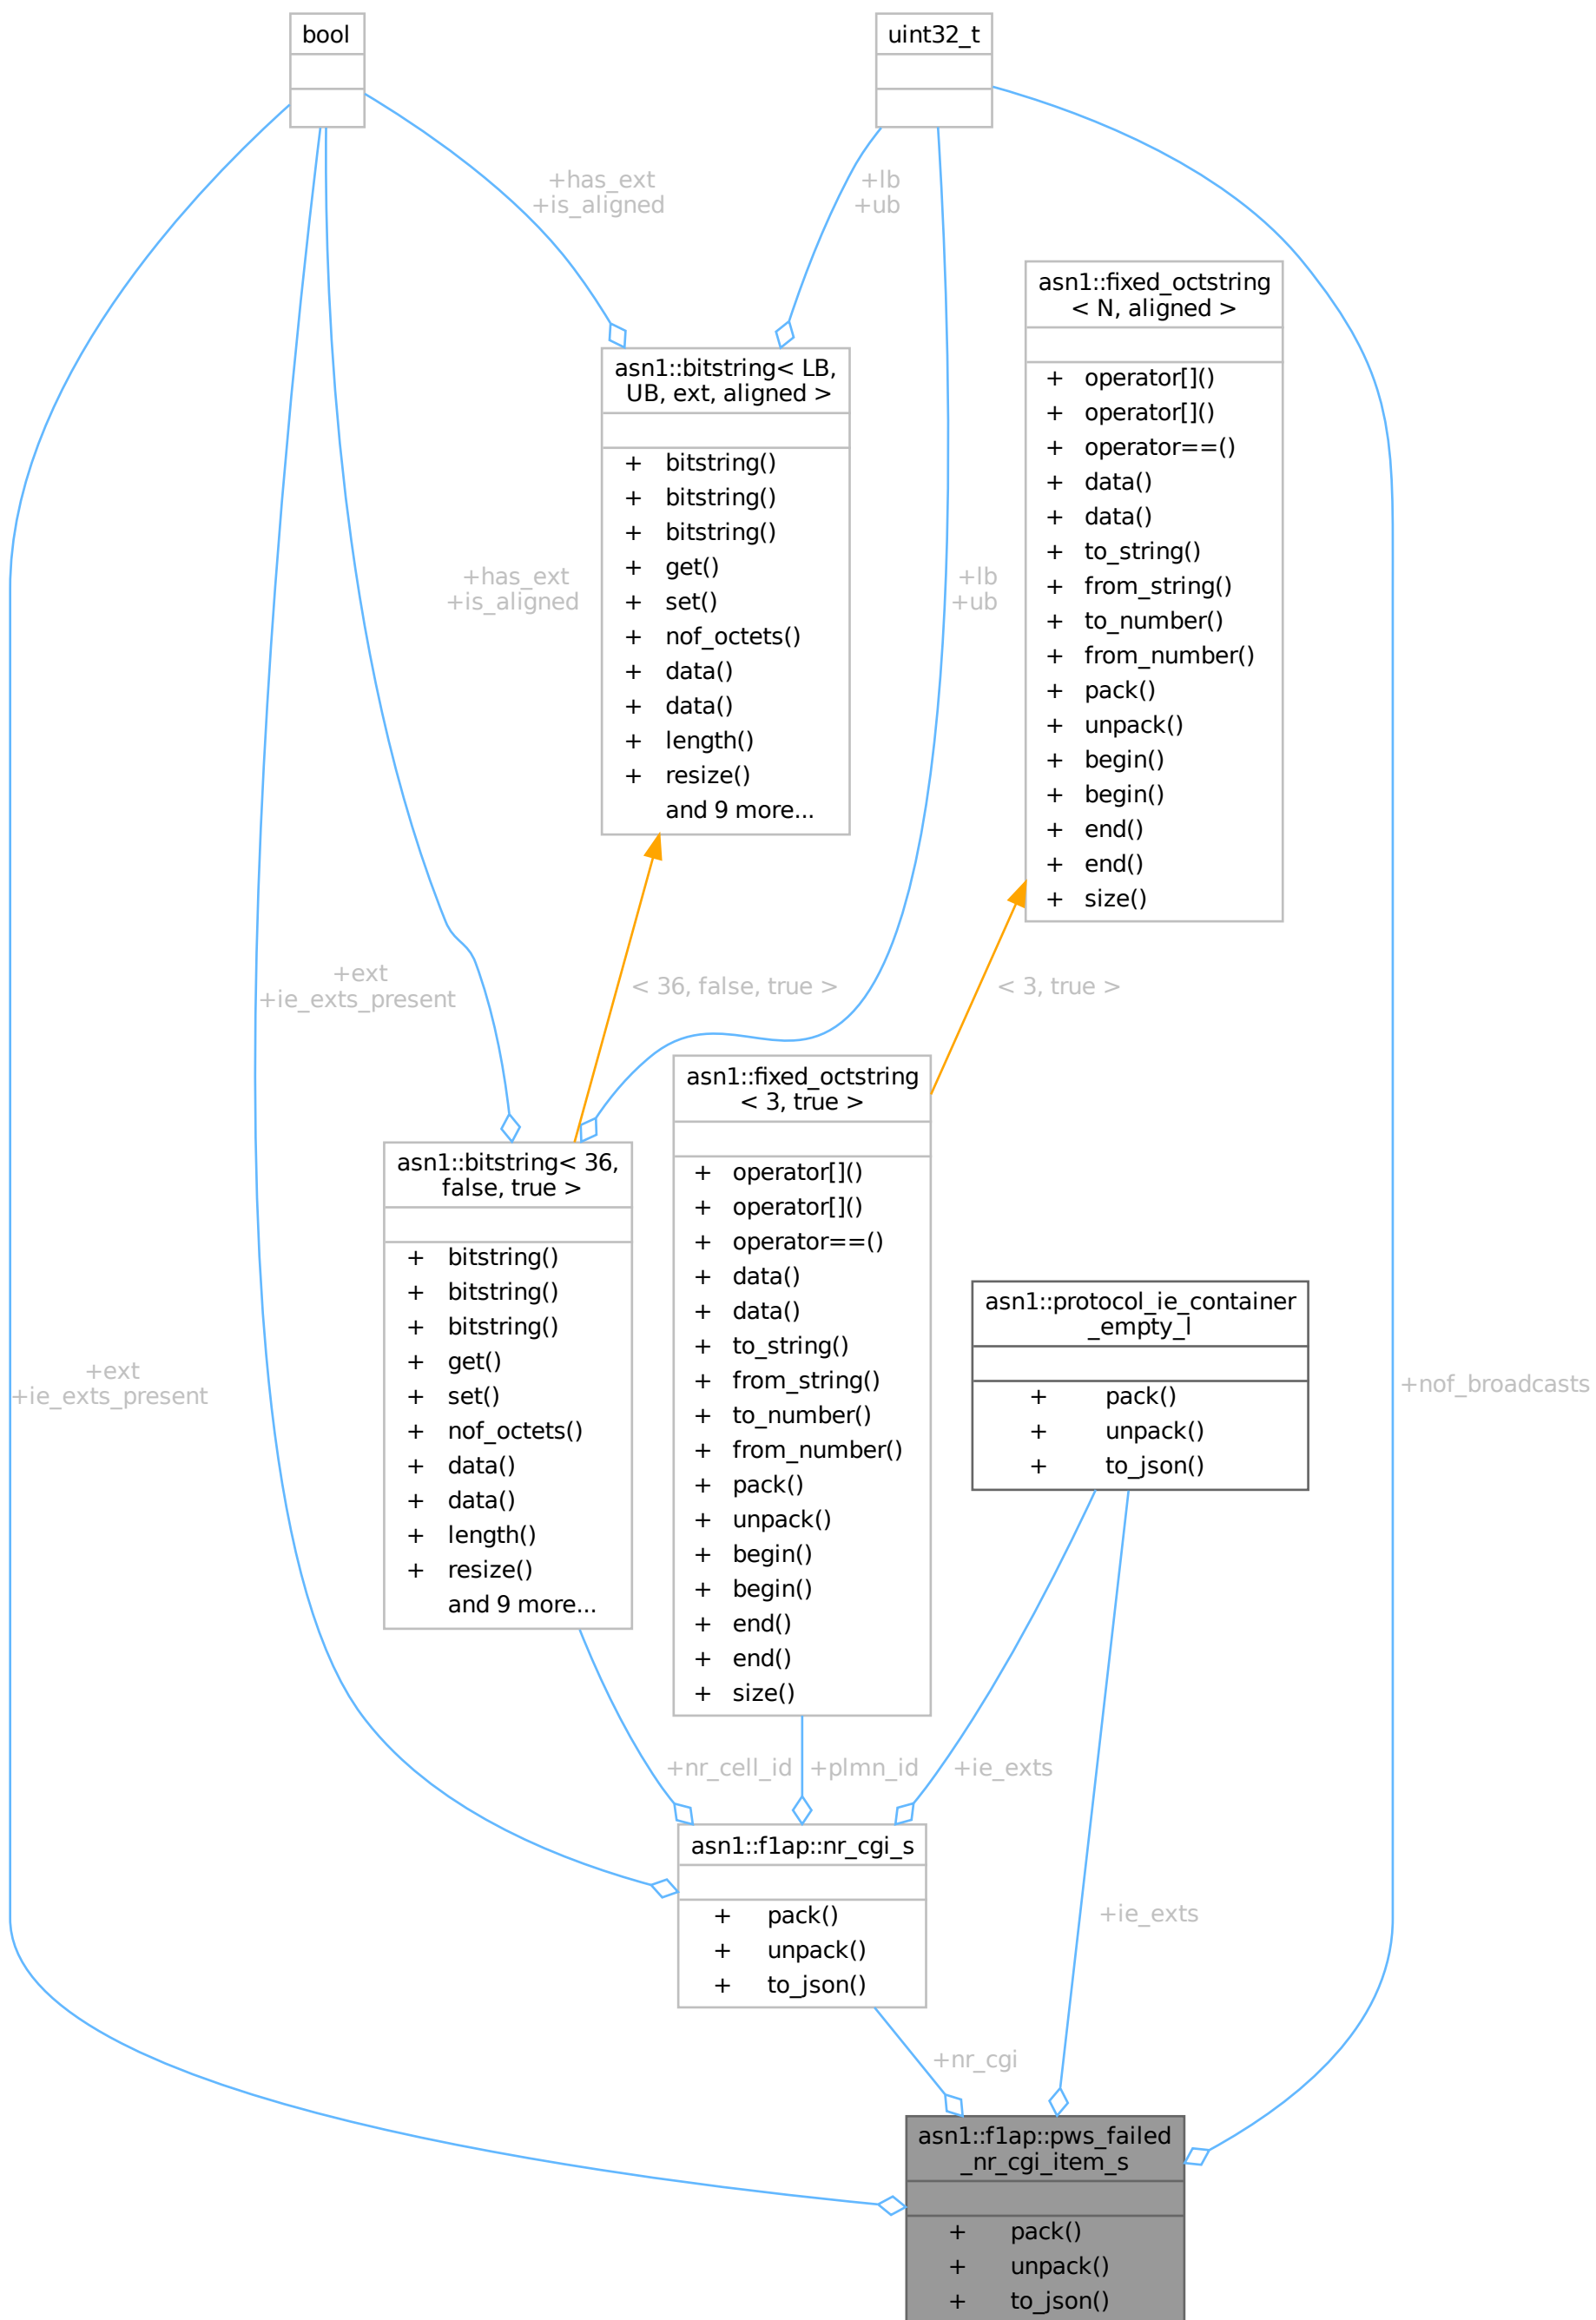 bool
uint32_t
+has_ext
+is_aligned
+lb
+ub
asn1::fixed_octstring
< N, aligned >
+ operator[]()
+ operator[]()
+ operator==()
+ data()
+ data()
+ to_string()
+ from_string()
+ to_number()
+ from_number()
+ pack()
+ unpack()
+ begin()
+ begin()
+ end()
+ end()
+ size()
asn1::bitstring< LB,
UB, ext, aligned >
+ bitstring()
+ bitstring()
+ bitstring()
+ get()
+ set()
+ nof_octets()
+ data()
+ data()
+ length()
+ resize()
and 9 more...
+has_ext
+is_aligned
+lb
+ub
+ext
+ie_exts_present
< 36, false, true >
< 3, true >
asn1::fixed_octstring
< 3, true >
+ operator[]()
+ operator[]()
+ operator==()
+ data()
+ data()
+ to_string()
+ from_string()
+ to_number()
+ from_number()
+ pack()
+ unpack()
+ begin()
+ begin()
+ end()
+ end()
+ size()
asn1::bitstring< 36,
false, true >
+ bitstring()
+ bitstring()
+ bitstring()
+ get()
+ set()
+ nof_octets()
+ data()
+ data()
+ length()
+ resize()
and 9 more...
asn1::protocol_ie_container
_empty_l
+ pack()
+ unpack()
+ to_json()
+ext
+ie_exts_present
+nof_broadcasts
+nr_cell_id
+plmn_id
+ie_exts
asn1::f1ap::nr_cgi_s
+ pack()
+ unpack()
+ to_json()
+ie_exts
+nr_cgi
asn1::f1ap::pws_failed
_nr_cgi_item_s
+ pack()
+ unpack()
+ to_json()